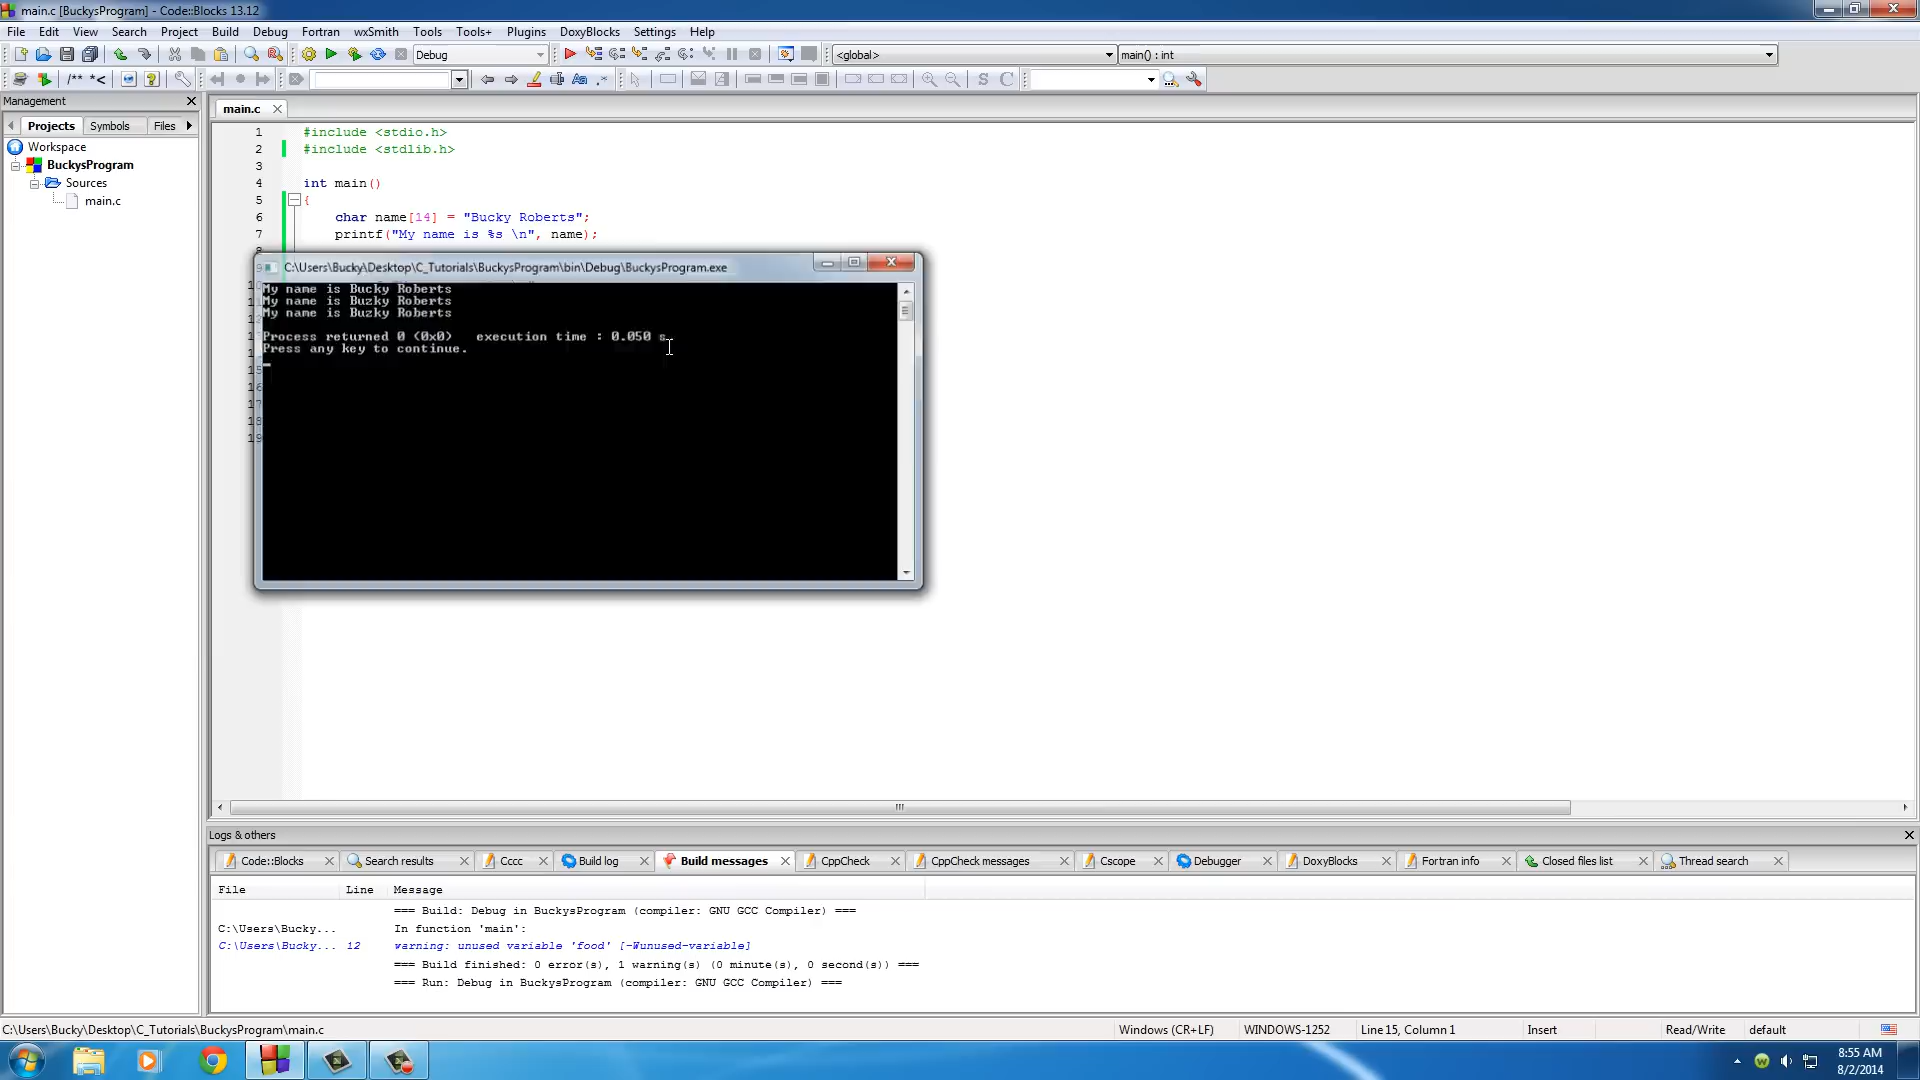 main.c [BuckysProgram] - Code::Blocks 13.12
File Edit View Search Project Build Debug Fortran wxSmith Tools Tools+ Plugins DoxyBlocks Settings Help
Debug <global> main() : int
/** *<
Management
Projects Symbols Files
Workspace
BuckysProgram
Sources
main.c
main.c
1 #include <stdio.h>
2 #include <stdlib.h>
3
4 int main()
5 {
6 char name[14] = "Bucky Roberts";
7 printf("My name is %s \n", name);
C:\Users\Bucky\Desktop\C_Tutorials\BuckysProgram\bin\Debug\BuckysProgram.exe
My name is Bucky Roberts
My name is Buzky Roberts
My name is Buzky Roberts
Process returned 0 (0x0) execution time : 0.050 s
Press any key to continue.
16
17
18
19
Logs & others
Code::Blocks Search results Cccc Build log Build messages CppCheck CppCheck messages Cscope Debugger DoxyBlocks Fortran info Closed files list Thread search
File Line Message
=== Build: Debug in BuckysProgram (compiler: GNU GCC Compiler) ===
C:\Users\Bucky... In function 'main':
C:\Users\Bucky... 12 warning: unused variable 'food' [-Wunused-variable]
=== Build finished: 0 error(s), 1 warning(s) (0 minute(s), 0 second(s)) ===
=== Run: Debug in BuckysProgram (compiler: GNU GCC Compiler) ===
C:\Users\Bucky\Desktop\C_Tutorials\BuckysProgram\main.c Windows (CR+LF) WINDOWS-1252 Line 15, Column 1 Insert Read/Write default
8:55 AM
8/2/2014